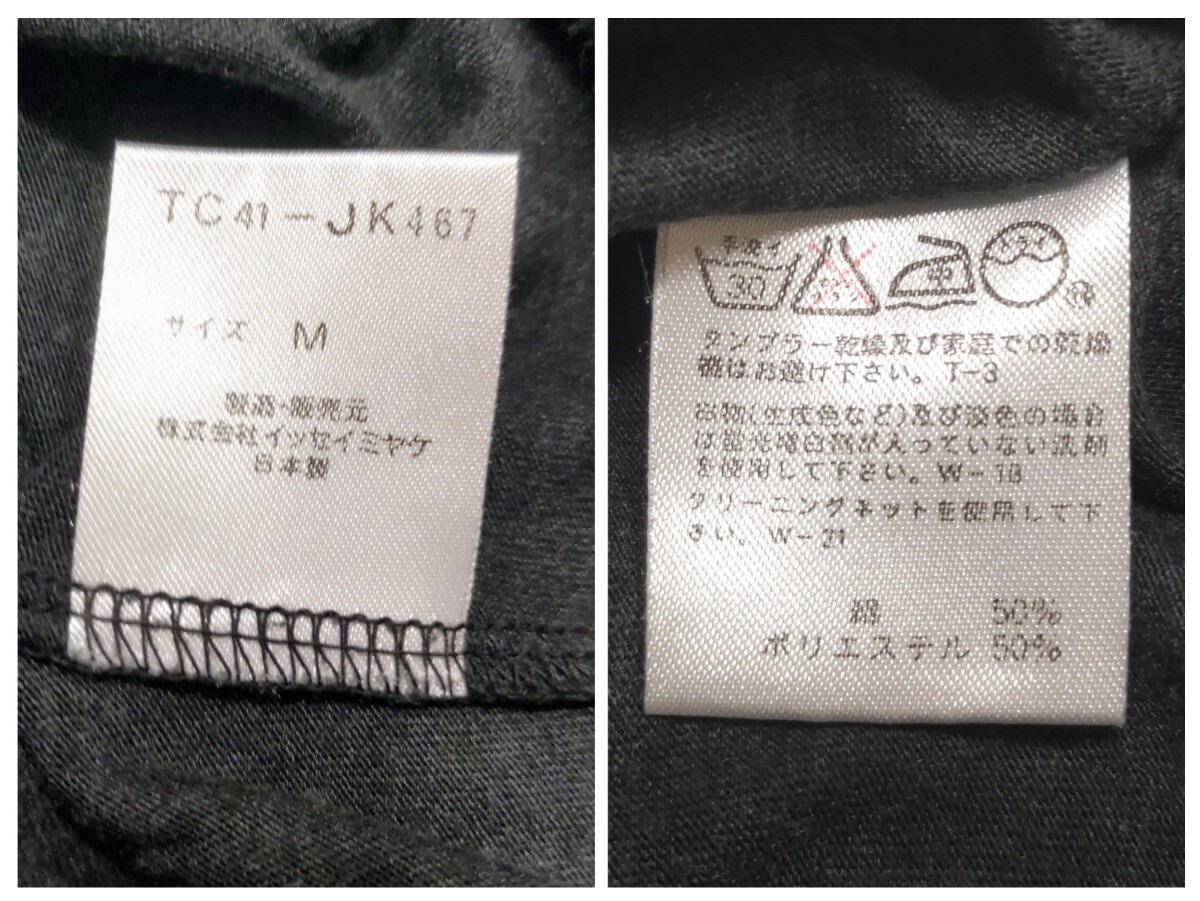 TC41-JK467
サイズ M
製造・販売元
株式会社イッセイミヤケ
日本製
手洗イ
30
中
ドライ
タンブラー乾燥及び家庭での乾燥
機はお避け下さい。T-3
(生成色など)及び淡色の場合
は蛍光増白剤が入っていない洗剤
を使用して下さい。W-18
クリーニングネットを使用して下
さい。W-21
綿 50%
ポリエステル 50%